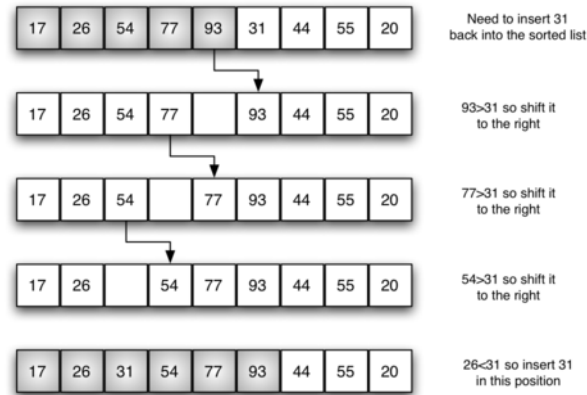 17 26 54 77 93 31 44 55 20
Need to insert 31
back into the sorted list
17 26 54 77 93 44 55 20
93>31 so shift it
to the right
17 26 54 77 93 44 55 20
77>31 so shift it
to the right
17 26 54 77 93 44 55 20
54>31 so shift it
to the right
17 26 31 54 77 93 44 55 20
26<31 so insert 31
in this position